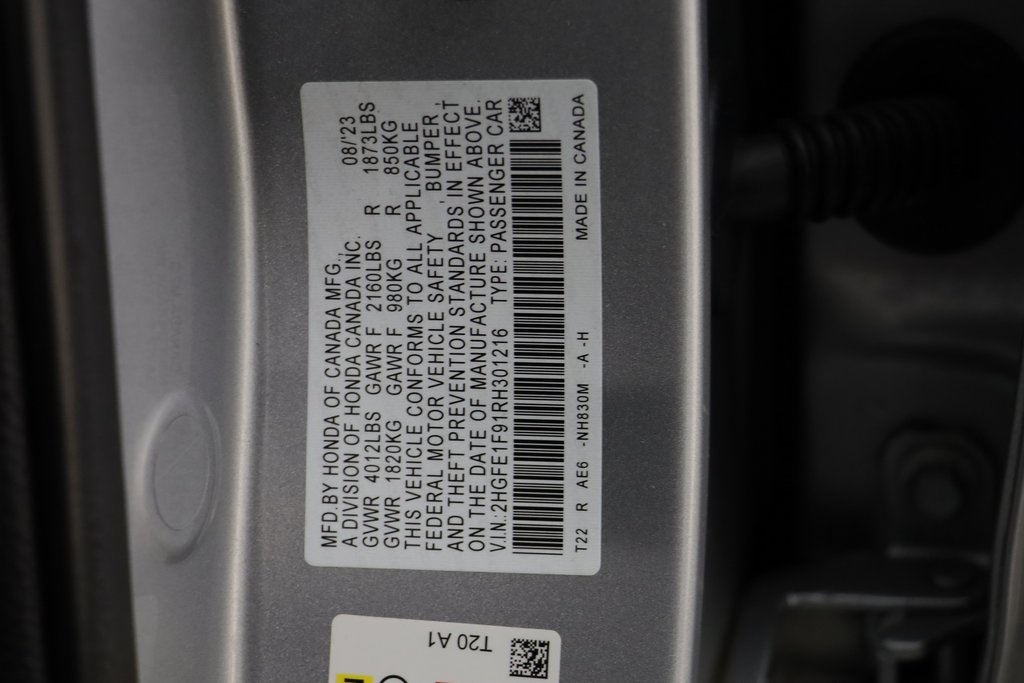 MFD.BY HONDA OF CANADA MFG.,
A DIVISION OF HONDA CANADA INC. 08/'23
GVWR 4012LBS GAWR F 2160LBS R 1873LBS
GVWR 1820KG GAWR F 980KG R 850KG
THIS VEHICLE CONFORMS TO ALL APPLICABLE
FEDERAL MOTOR VEHICLE SAFETY , BUMPER ,
AND THEFT PREVENTION STANDARDS IN EFFECT
ON THE DATE OF MANUFACTURE SHOWN ABOVE.
V.I.N.:2HGFE1F91RH301216 TYPE: PASSENGER CAR
T22 R AE6 -NH830M -A -H MADE IN CANADA
T20 A1